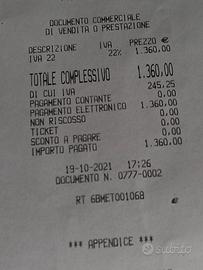 DOCUMENTO COMMERCIALE
DI VENDITA O PRESTAZIONE
DESCRIZIONE IVA PREZZO €
IVA 22 22% 1.360,00
TOTALE COMPLESSIVO 1.360,00
DI CUI IVA 245,25
PAGAMENTO CONTANTE 0,00
PAGAMENTO ELETTRONICO 1.360,00
NON RISCOSSO 0,00
TICKET 0,00
SCONTO A PAGARE 0,00
IMPORTO PAGATO 1.360,00
19-10-2021 17:26
DOCUMENTO N. 0777-0002
RT 6BMET001068
€
*** APPENDICE ***
subito